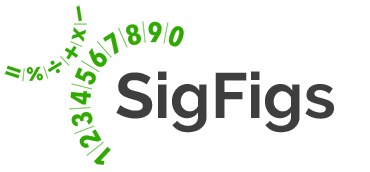 = % ÷ + x −
1 2 3 4 5 6 7 8 9 0
SigFigs